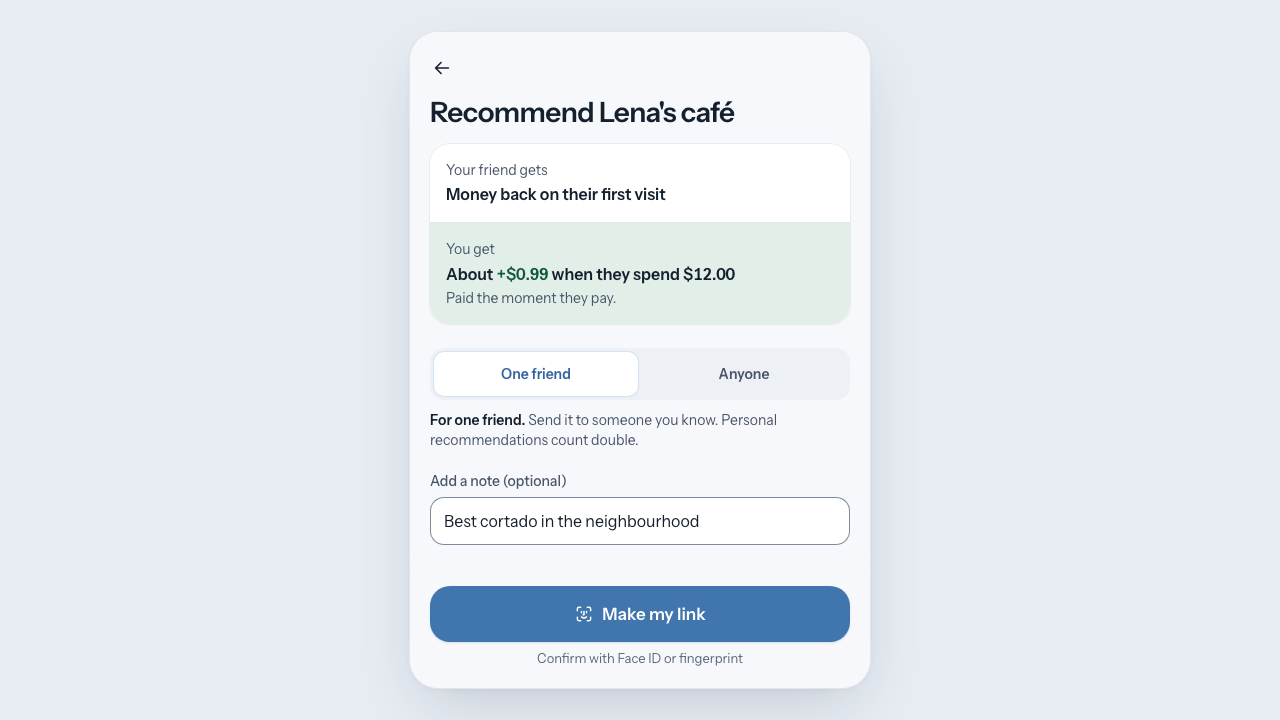 Recommend Lena's café
Your friend gets
Money back on their first visit
You get
About +$0.99 when they spend $12.00
Paid the moment they pay.
One friend
Anyone
For one friend. Send it to someone you know. Personal
recommendations count double.
Add a note (optional)
Best cortado in the neighbourhood
Make my link
Confirm with Face ID or fingerprint